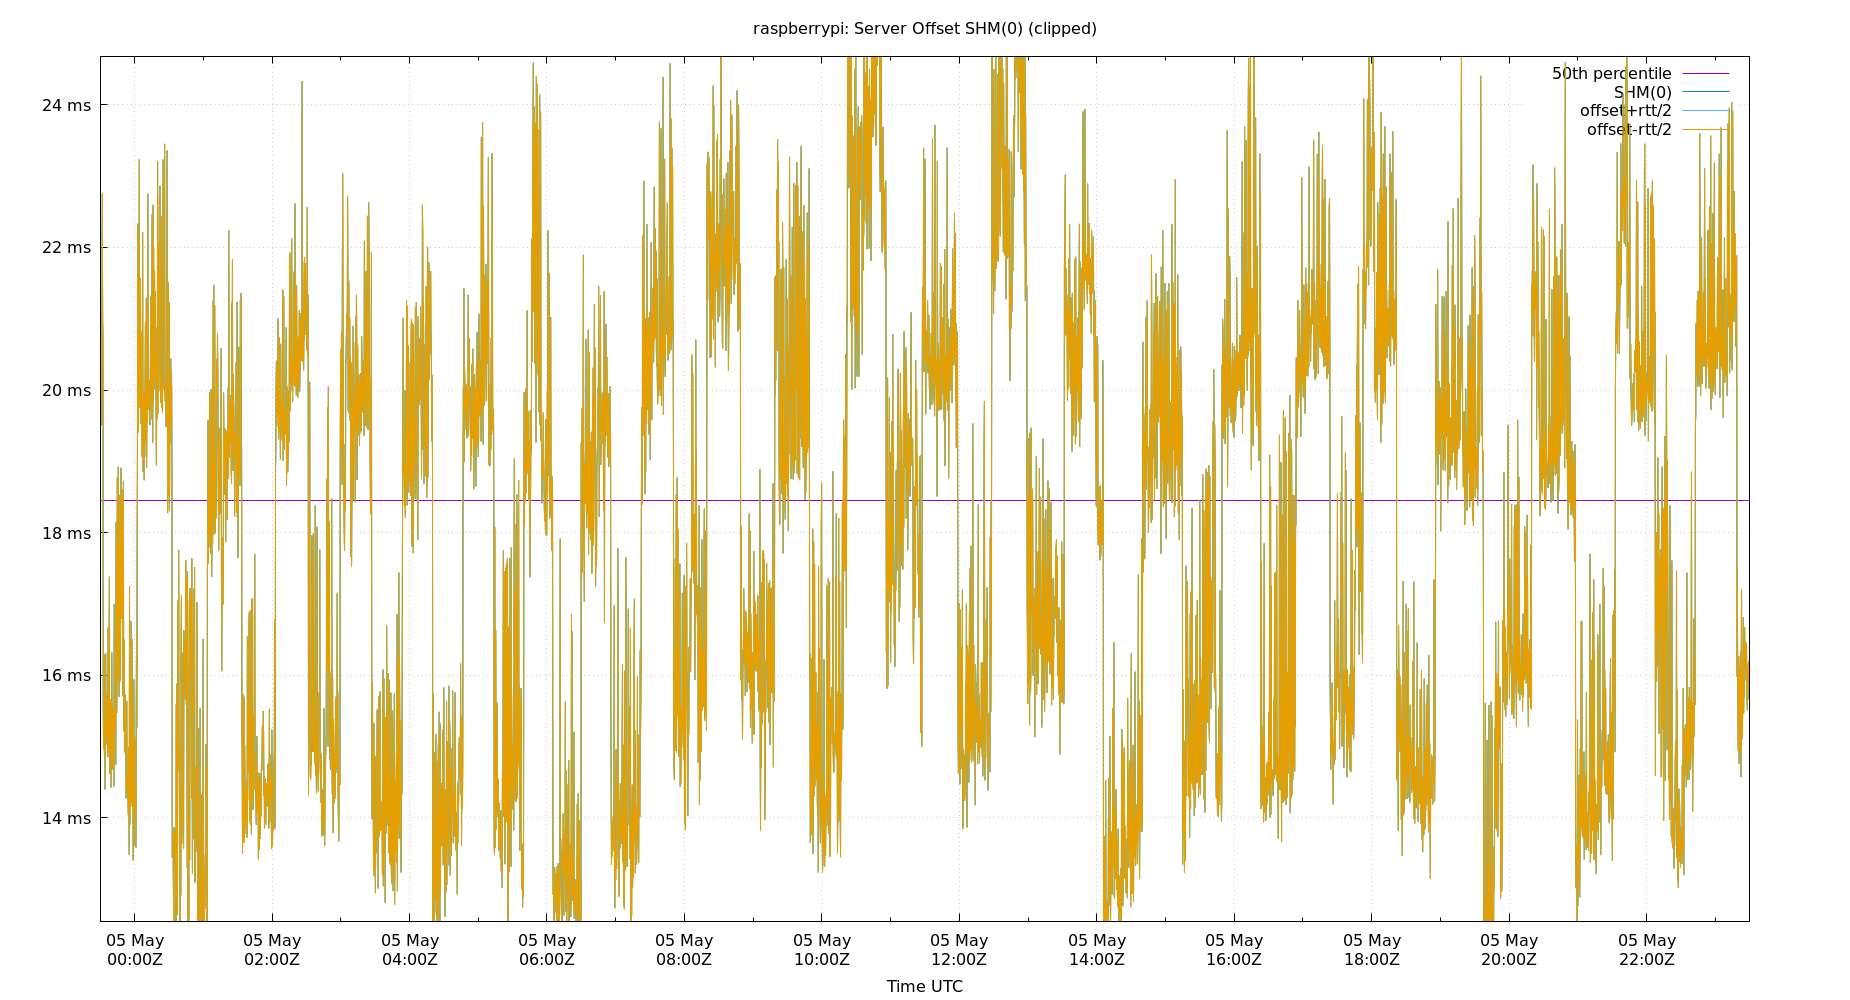 raspberrypi: Server Offset SHM(0) (clipped)
50th percentile
SHM(0)
offset+rtt/2
offset-rtt/2
24 ms
22 ms
20 ms
18 ms
16 ms
14 ms
05 May 05 May 05 May 05 May 05 May 05 May 05 May 05 May 05 May 05 May 05 May 05 May
00:00Z 02:00Z 04:00Z 06:00Z 08:00Z 10:00Z 12:00Z 14:00Z 16:00Z 18:00Z 20:00Z 22:00Z
Time UTC